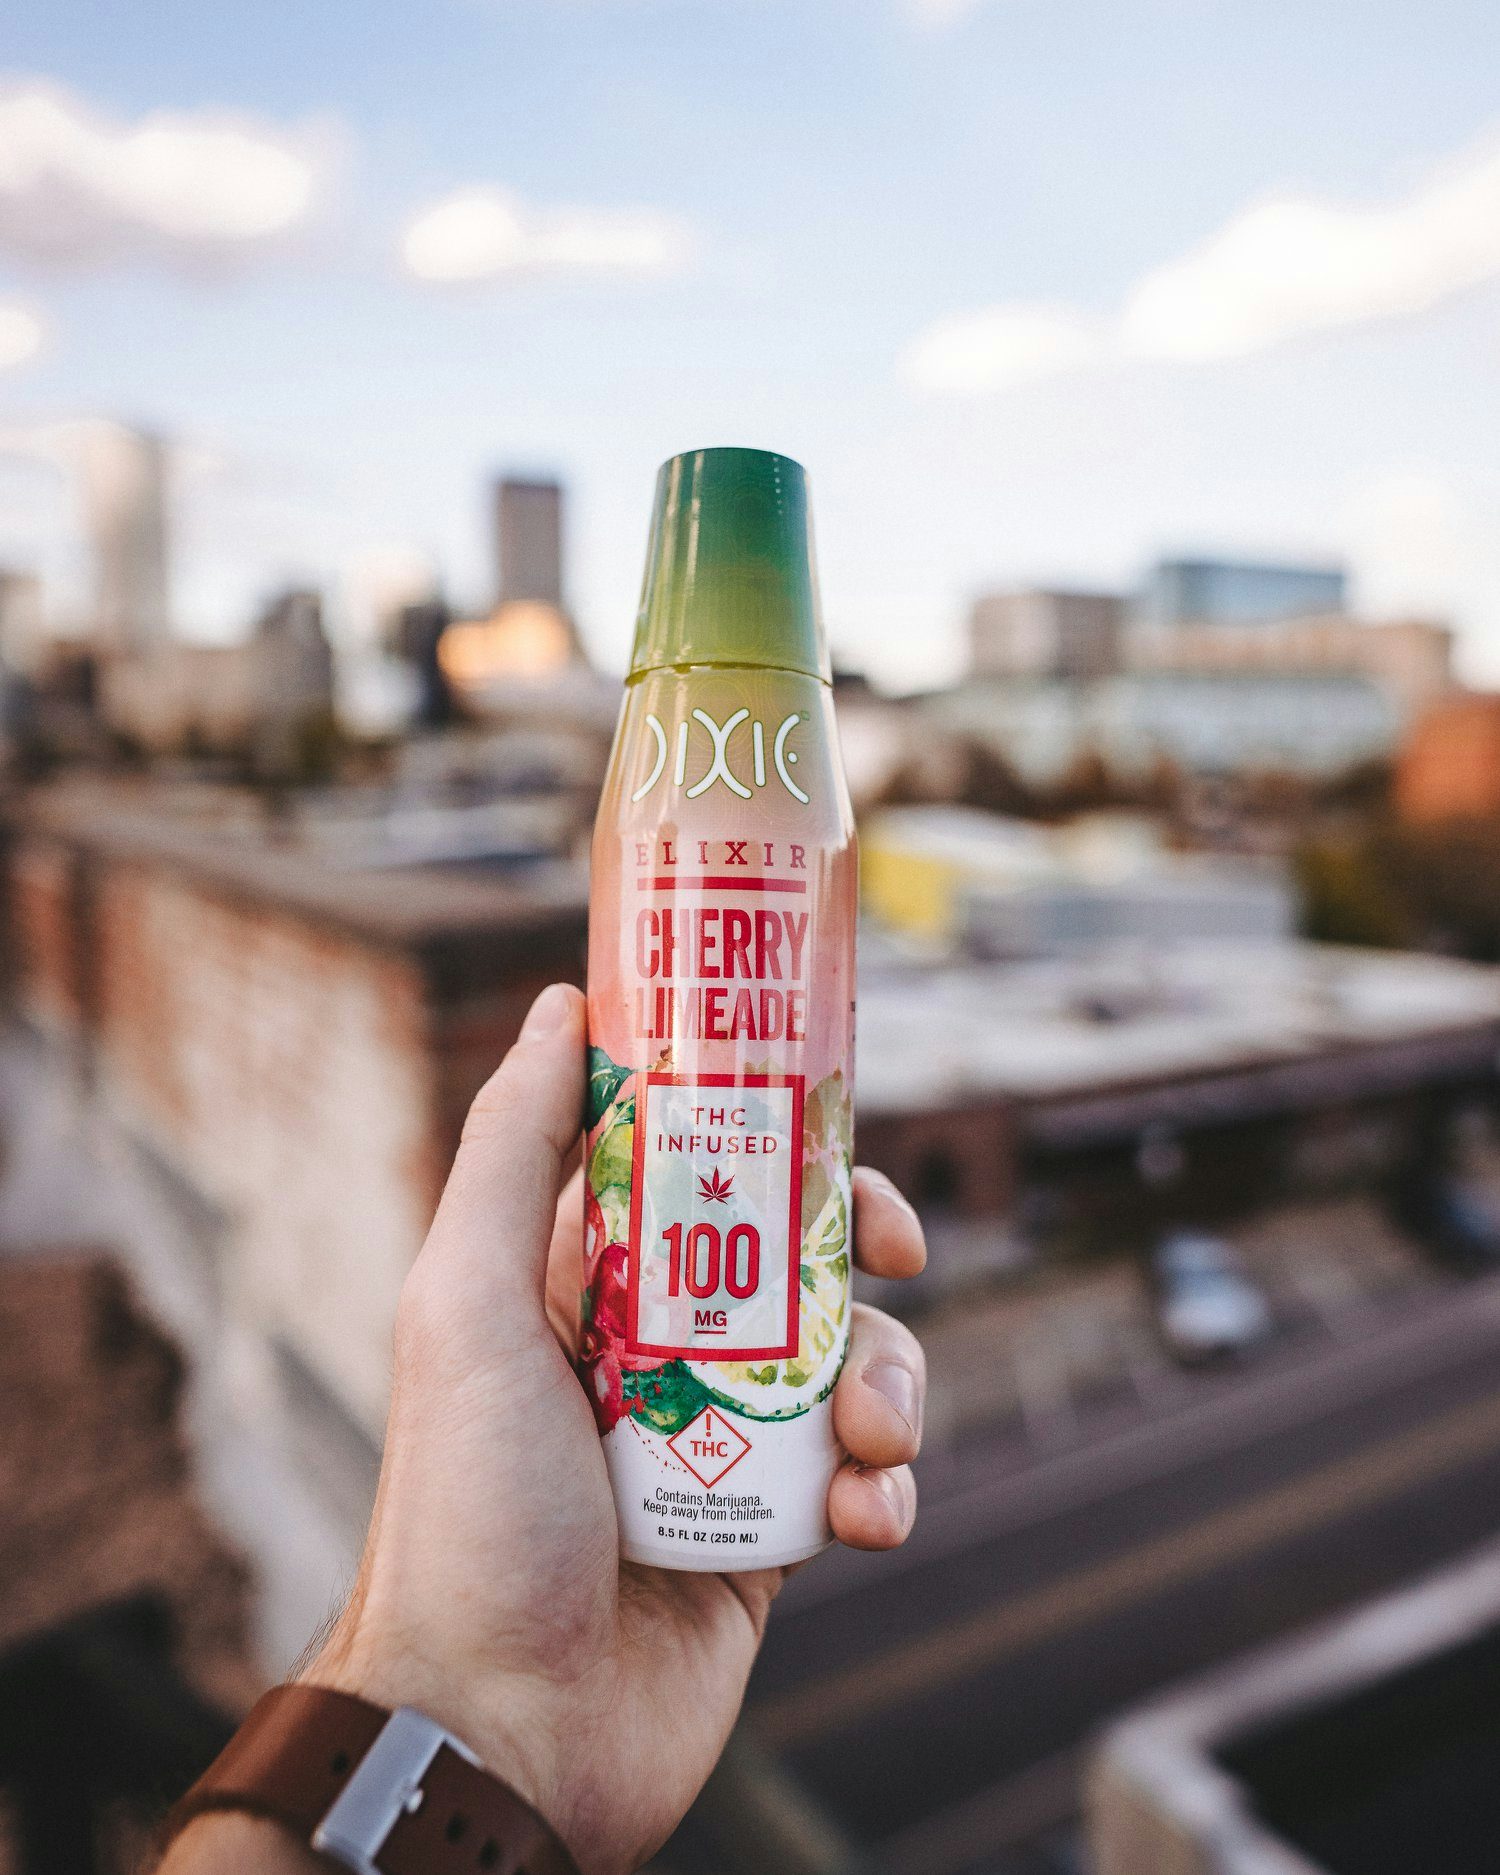 DIXIE
ELIXIR
CHERRY
LIMEADE
THC
INFUSED
100
MG
!
THC
Contains Marijuana.
Keep away from children.
8.5 FL OZ (250 ML)